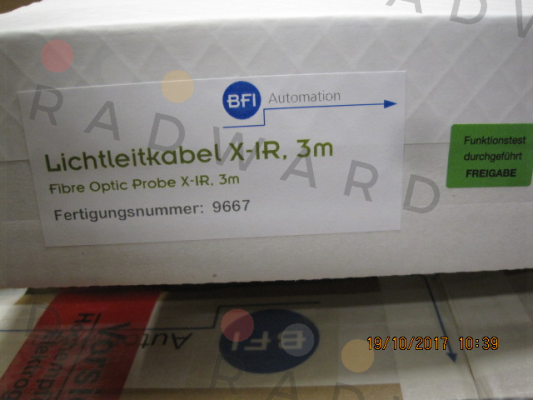 BFI Automation
Lichtleitkabel X-IR, 3m
Fibre Optic Probe X-IR, 3m
Fertigungsnummer: 9667
Funktionstest
durchgeführt
FREIGABE
RADWARD
BFI
19/10/2017 10:39